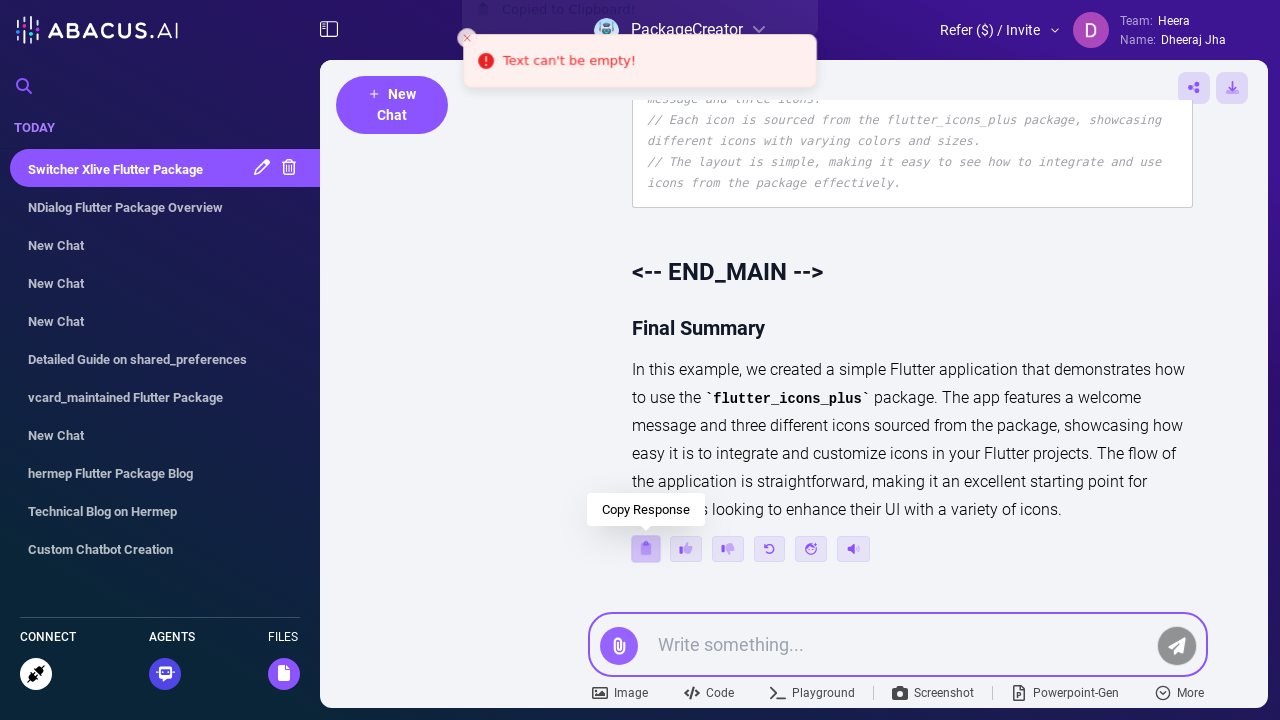 ABACUS.AI
Copied to Clipboard!
PackageCreator
Text can't be empty!
Refer ($) / Invite
D
Team: Heera
Name: Dheeraj Jha
+ New
Chat
TODAY
Switcher Xlive Flutter Package
NDialog Flutter Package Overview
New Chat
New Chat
New Chat
Detailed Guide on shared_preferences
vcard_maintained Flutter Package
New Chat
hermep Flutter Package Blog
Technical Blog on Hermep
Custom Chatbot Creation
CONNECT
AGENTS
FILES
message and three icons.
// Each icon is sourced from the flutter_icons_plus package, showcasing
different icons with varying colors and sizes.
// The layout is simple, making it easy to see how to integrate and use
icons from the package effectively.
<-- END_MAIN -->
Final Summary
In this example, we created a simple Flutter application that demonstrates how
to use the `flutter_icons_plus` package. The app features a welcome
message and three different icons sourced from the package, showcasing how
easy it is to integrate and customize icons in your Flutter projects. The flow of
the application is straightforward, making it an excellent starting point for
looking to enhance their UI with a variety of icons.
Copy Response
Write something...
Image
Code
Playground
Screenshot
Powerpoint-Gen
More